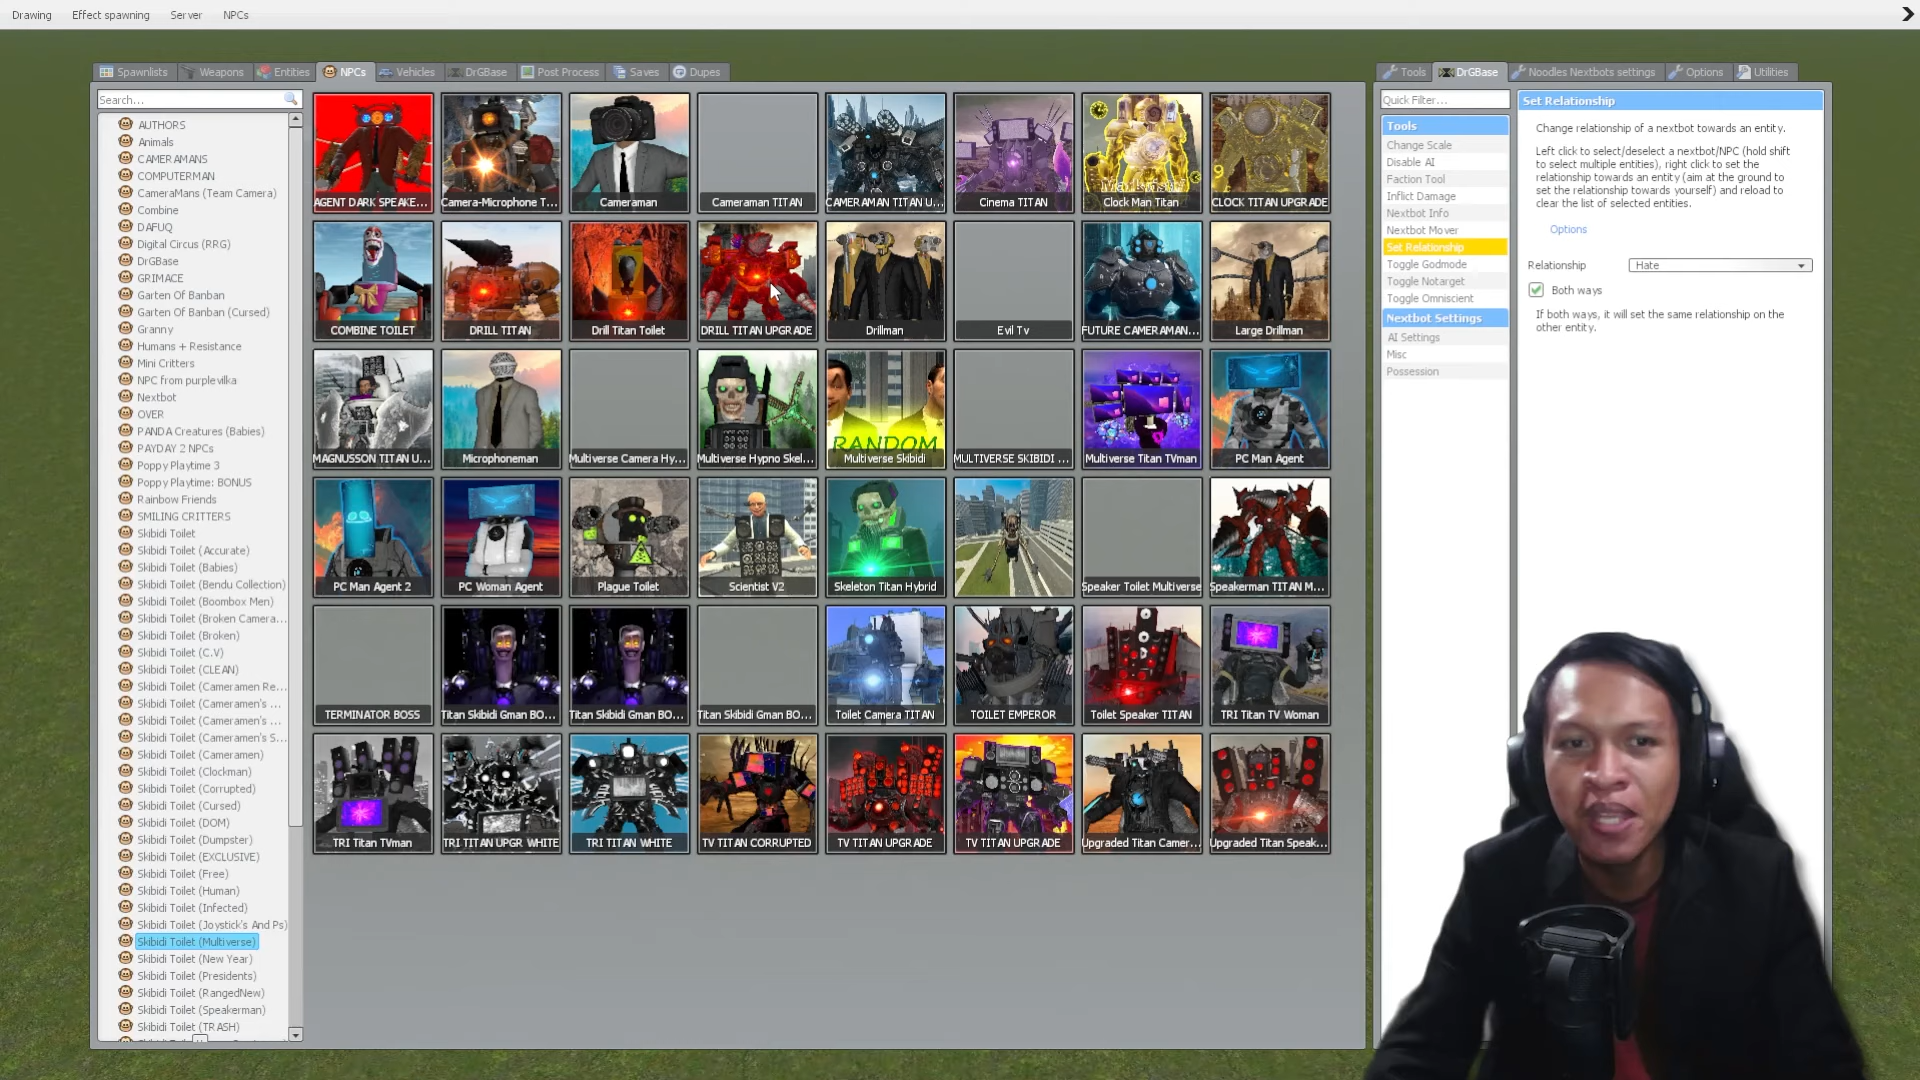 Drawing
Effect spawning
Server
NPCs
Spawnlists
Weapons
Entities
NPCs
Vehicles
DrGBase
Post Process
Saves
Dupes
Tools
DrGBase
Noodles Nextbots settings
Options
Utilities
Search...
AUTHORS
Animals
CAMERAMANS
COMPUTERMAN
CameraMans (Team Camera)
Combine
DAFUQ
Digital Circus (RRG)
DrGBase
GRIMACE
Garten Of Banban
Garten Of Banban (Cursed)
Granny
Humans + Resistance
Mini Critters
NPC from purplevilka
Nextbot
OVER
PANDA Creatures (Babies)
PAYDAY 2 NPCs
Poppy Playtime 3
Poppy Playtime: BONUS
Rainbow Friends
SMILING CRITTERS
Skibidi Toilet
Skibidi Toilet (Accurate)
Skibidi Toilet (Babies)
Skibidi Toilet (Bendu Collection)
Skibidi Toilet (Boombox Men)
Skibidi Toilet (Broken Camera...
Skibidi Toilet (Broken)
Skibidi Toilet (C.V)
Skibidi Toilet (CLEAN)
Skibidi Toilet (Cameramen Re...
Skibidi Toilet (Cameramen's ...
Skibidi Toilet (Cameramen's ...
Skibidi Toilet (Cameramen's S...
Skibidi Toilet (Cameramen)
Skibidi Toilet (Clockman)
Skibidi Toilet (Corrupted)
Skibidi Toilet (Cursed)
Skibidi Toilet (DOM)
Skibidi Toilet (Dumpster)
Skibidi Toilet (EXCLUSIVE)
Skibidi Toilet (Free)
Skibidi Toilet (Human)
Skibidi Toilet (Infected)
Skibidi Toilet (Joystick's And Ps)
Skibidi Toilet (Multiverse)
Skibidi Toilet (New Year)
Skibidi Toilet (Presidents)
Skibidi Toilet (RangedNew)
Skibidi Toilet (Speakerman)
Skibidi Toilet (TRASH)
AGENT DARK SPEAKE...
Camera-Microphone T...
Cameraman
Cameraman TITAN
CAMERAMAN TITAN U...
Cinema TITAN
Clock Man Titan
CLOCK TITAN UPGRADE
COMBINE TOILET
DRILL TITAN
Drill Titan Toilet
DRILL TITAN UPGRADE
Drillman
Evil Tv
FUTURE CAMERAMAN...
Large Drillman
MAGNUSSON TITAN U...
Microphoneman
Multiverse Camera Hy...
Multiverse Hypno Skel...
RANDOM
Multiverse Skibidi
MULTIVERSE SKIBIDI ...
Multiverse Titan TVman
PC Man Agent
PC Man Agent 2
PC Woman Agent
Plague Toilet
Scientist V2
Skeleton Titan Hybrid
Speaker Toilet Multiverse
Speakerman TITAN M...
TERMINATOR BOSS
Titan Skibidi Gman BO...
Titan Skibidi Gman BO...
Titan Skibidi Gman BO...
Toilet Camera TITAN
TOILET EMPEROR
Toilet Speaker TITAN
TRI Titan TV Woman
TRI Titan TVman
TRI TITAN UPGR WHITE
TRI TITAN WHITE
TV TITAN CORRUPTED
TV TITAN UPGRADE
TV TITAN UPGRADE
Upgraded Titan Camer...
Upgraded Titan Speak...
Quick Filter...
Tools
Change Scale
Disable AI
Faction Tool
Inflict Damage
Nextbot Info
Nextbot Mover
Set Relationship
Toggle Godmode
Toggle Notarget
Toggle Omniscient
Nextbot Settings
AI Settings
Misc
Possession
Set Relationship
Change relationship of a nextbot towards an entity.
Left click to select/deselect a nextbot/NPC (hold shift
to select multiple entities), right click to set the
relationship towards an entity (aim at the ground to
set the relationship towards yourself) and reload to
clear the list of selected entities.
Options
Relationship
Hate
Both ways
If both ways, it will set the same relationship on the
other entity.